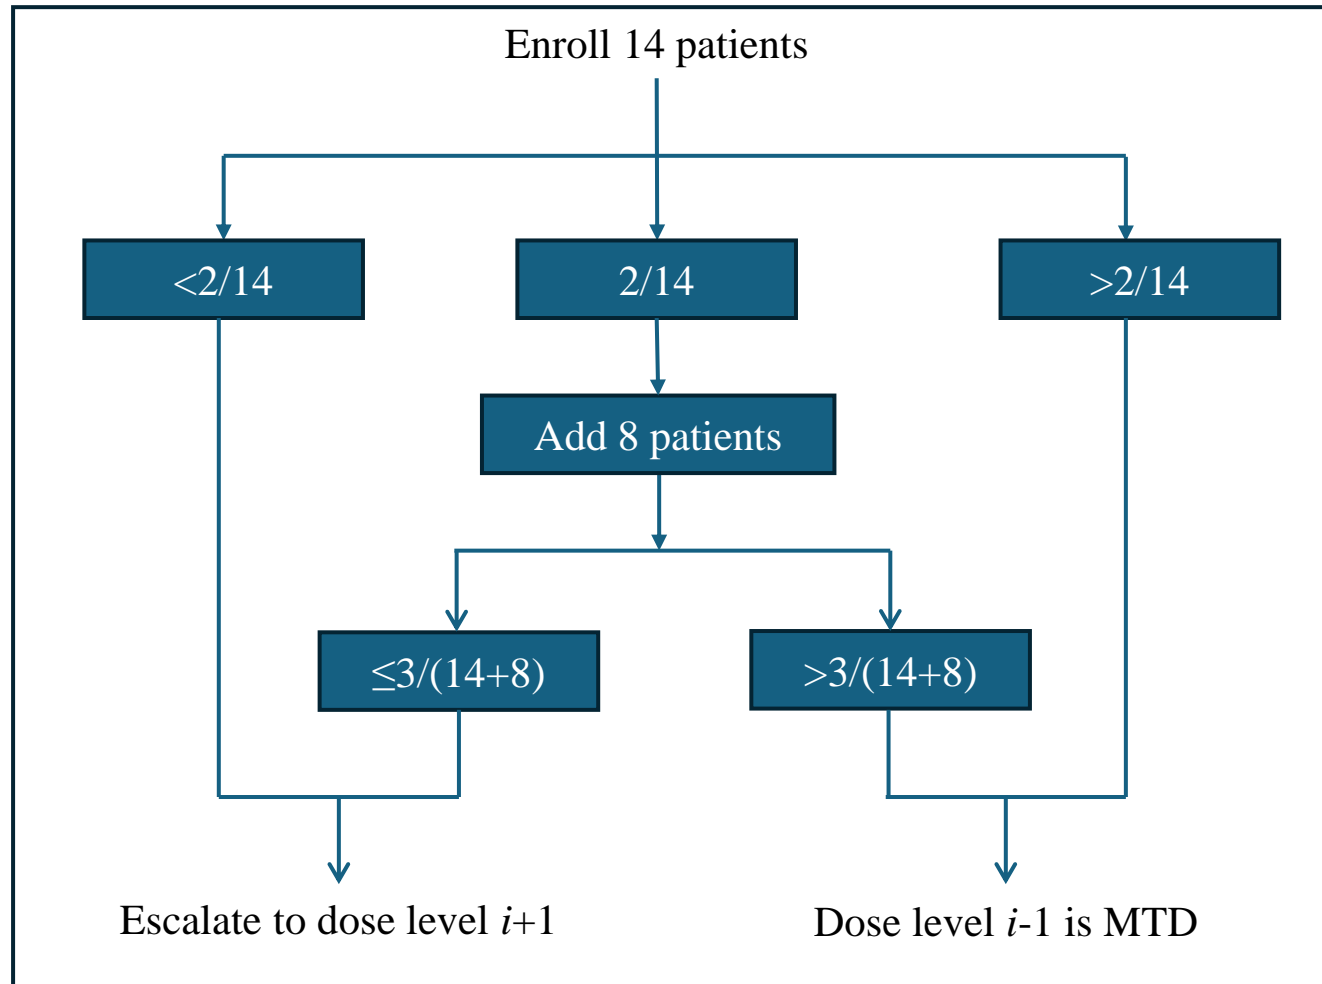 Enroll 14 patients
<2/14
2/14
>2/14
Add 8 patients
≤3/(14+8)
>3/(14+8)
Escalate to dose level i+1
Dose level i-1 is MTD